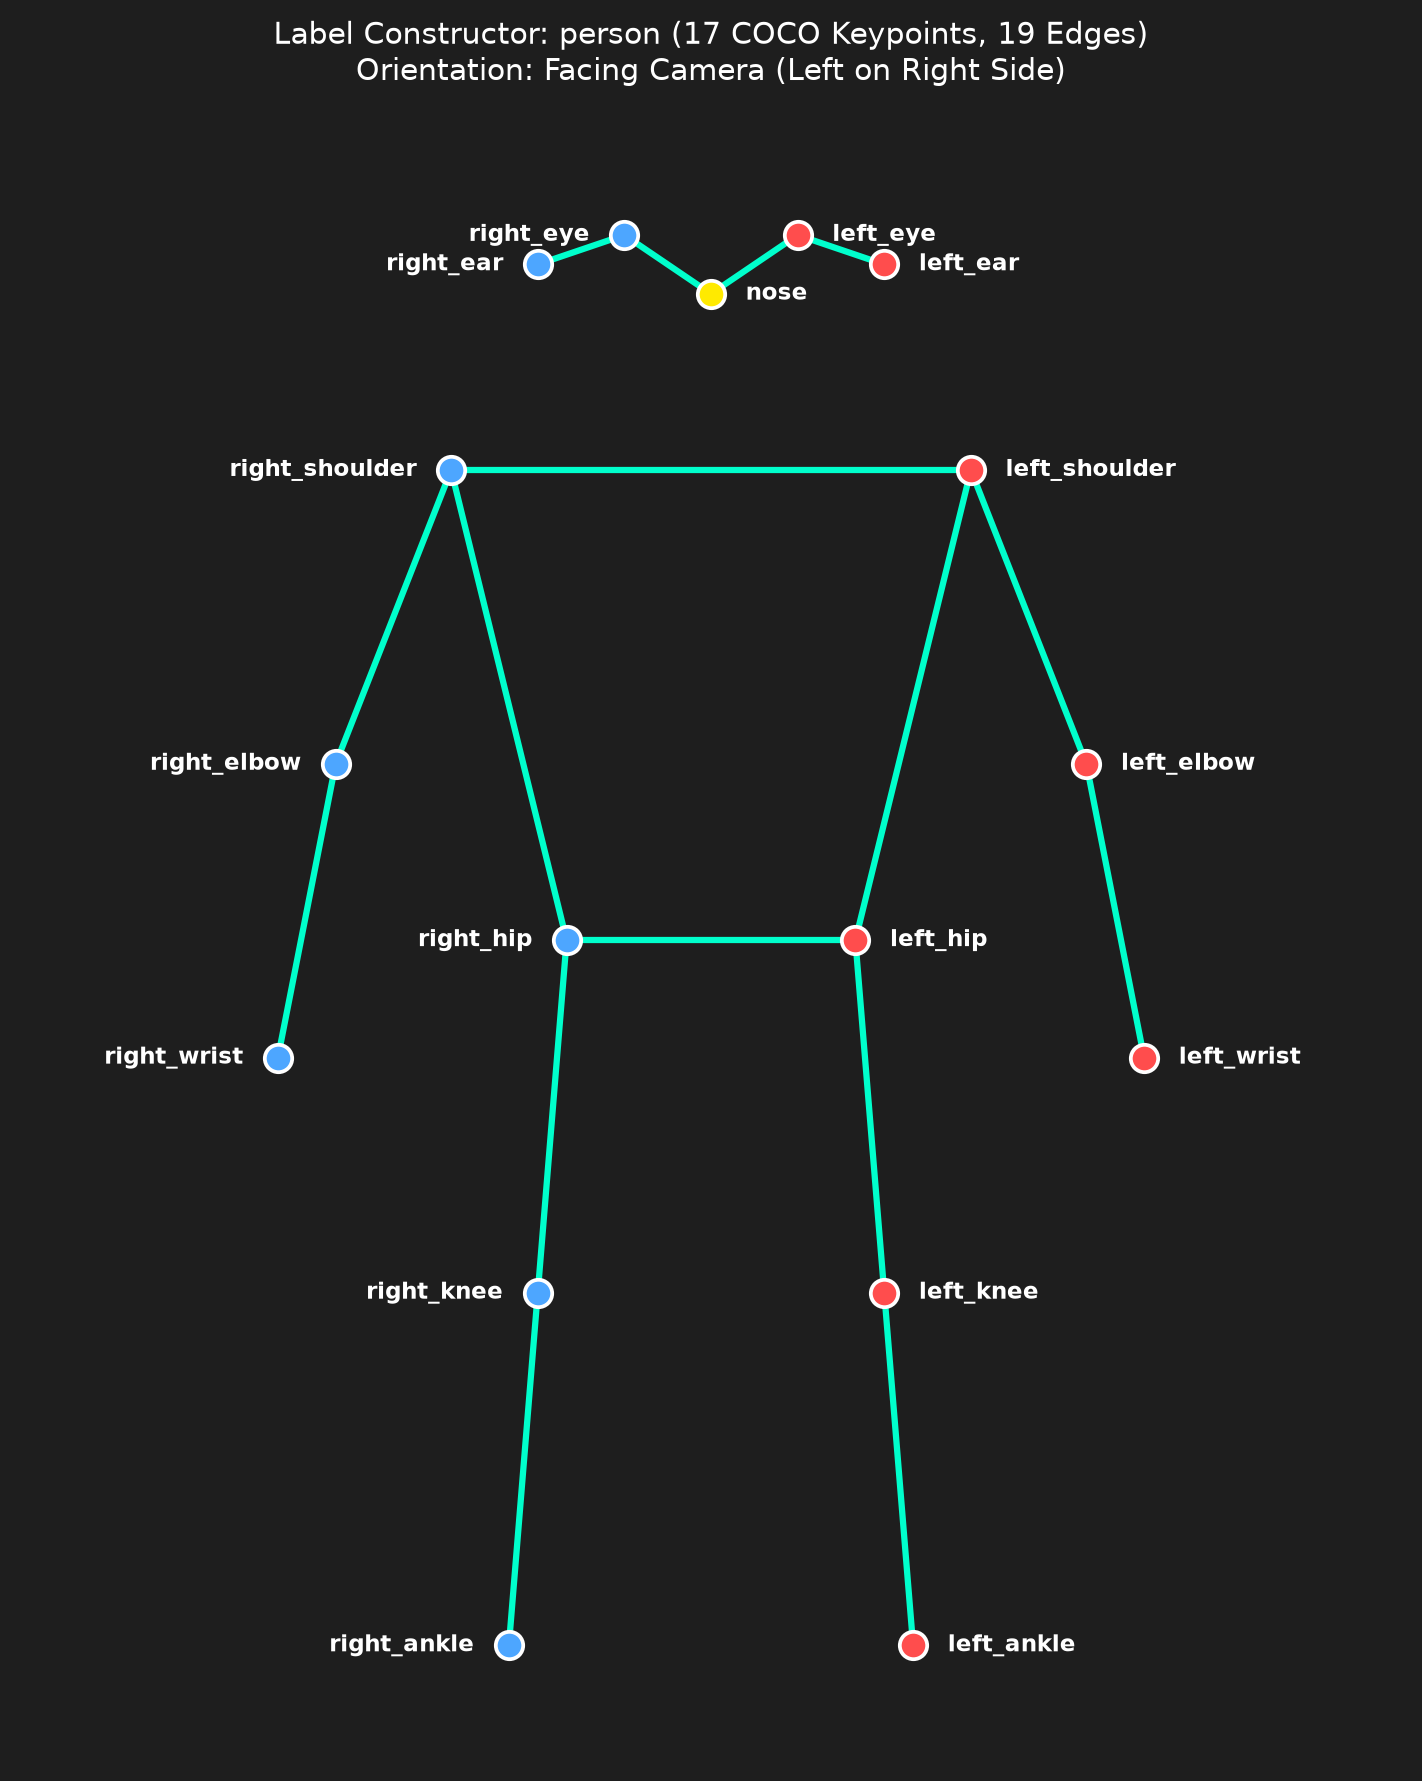 Label Constructor: person (17 COCO Keypoints, 19 Edges)
Orientation: Facing Camera (Left on Right Side)
right_eye
left_eye
right_ear
left_ear
nose
right_shoulder
left_shoulder
right_elbow
left_elbow
right_hip
left_hip
right_wrist
left_wrist
right_knee
left_knee
right_ankle
left_ankle